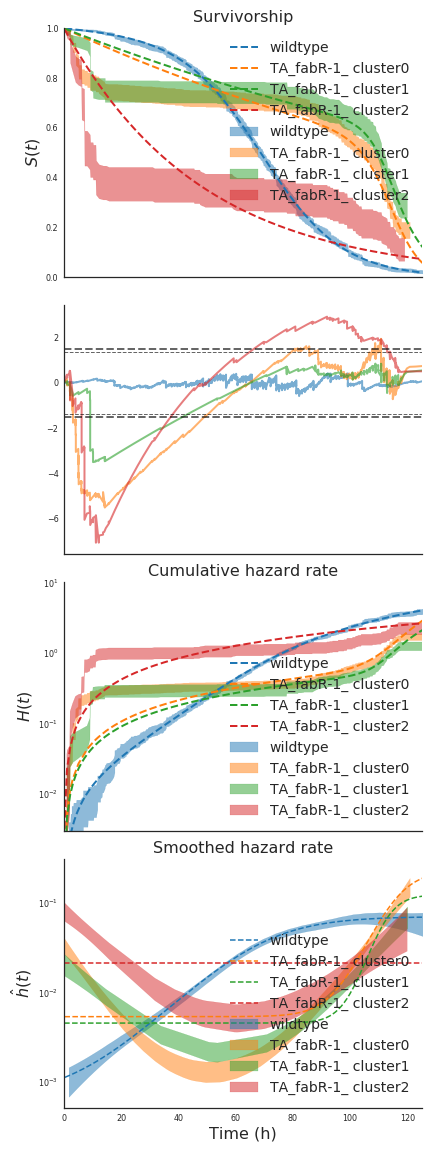 Survivorship
1.0
0.8
0.6
0.4
0.2
0.0
S(t)
wildtype
TA_fabR-1_ cluster0
TA_fabR-1_ cluster1
TA_fabR-1_ cluster2
wildtype
TA_fabR-1_ cluster0
TA_fabR-1_ cluster1
TA_fabR-1_ cluster2
2
0
−2
−4
−6
Cumulative hazard rate
10¹
10⁰
10⁻¹
10⁻²
H(t)
wildtype
TA_fabR-1_ cluster0
TA_fabR-1_ cluster1
TA_fabR-1_ cluster2
wildtype
TA_fabR-1_ cluster0
TA_fabR-1_ cluster1
TA_fabR-1_ cluster2
Smoothed hazard rate
10⁻¹
10⁻²
10⁻³
ĥ(t)
wildtype
TA_fabR-1_ cluster0
TA_fabR-1_ cluster1
TA_fabR-1_ cluster2
wildtype
TA_fabR-1_ cluster0
TA_fabR-1_ cluster1
TA_fabR-1_ cluster2
0 20 40 60 80 100 120
Time (h)